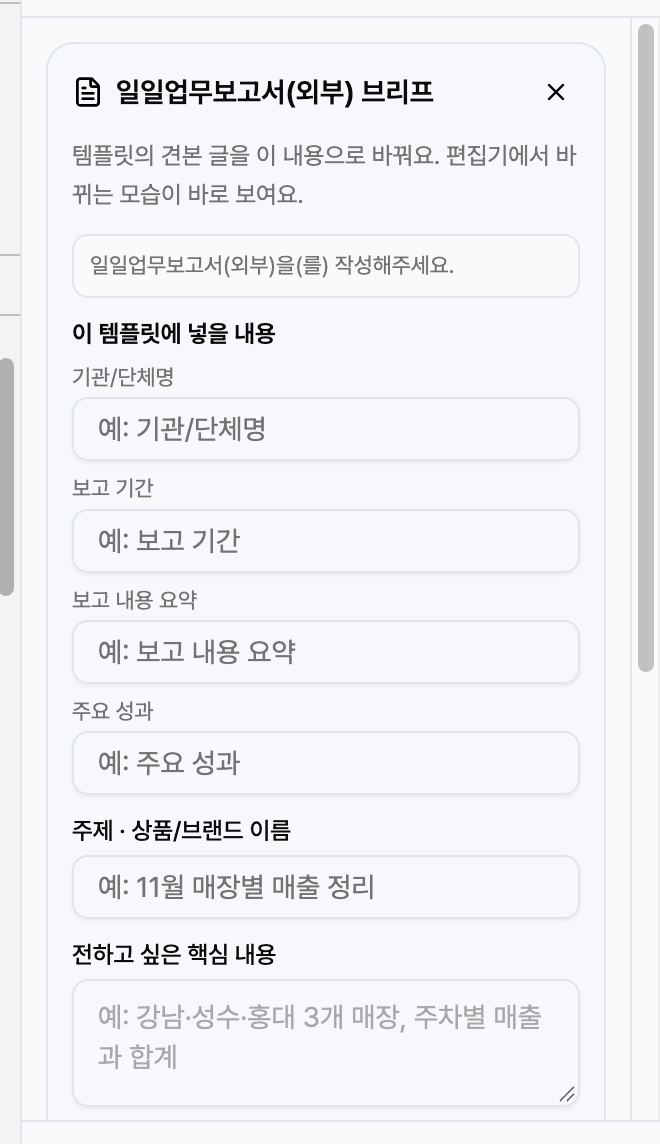 일일업무보고서(외부) 브리프
템플릿의 견본 글을 이 내용으로 바꿔요. 편집기에서 바
뀌는 모습이 바로 보여요.
일일업무보고서(외부)을(를) 작성해주세요.
이 템플릿에 넣을 내용
기관/단체명
예: 기관/단체명
보고 기간
예: 보고 기간
보고 내용 요약
예: 보고 내용 요약
주요 성과
예: 주요 성과
주제 · 상품/브랜드 이름
예: 11월 매장별 매출 정리
전하고 싶은 핵심 내용
예: 강남·성수·홍대 3개 매장, 주차별 매출
과 합계